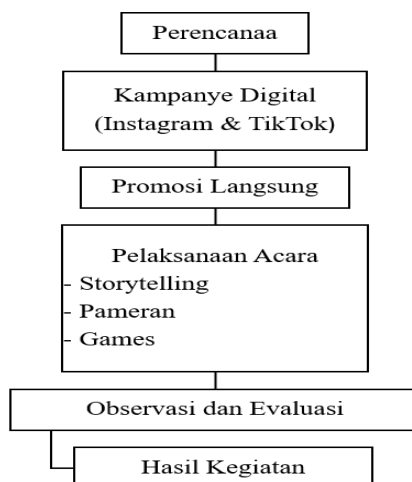 Perencanaa
Kampanye Digital
(Instagram & TikTok)
Promosi Langsung
Pelaksanaan Acara
- Storytelling
- Pameran
- Games
Observasi dan Evaluasi
Hasil Kegiatan